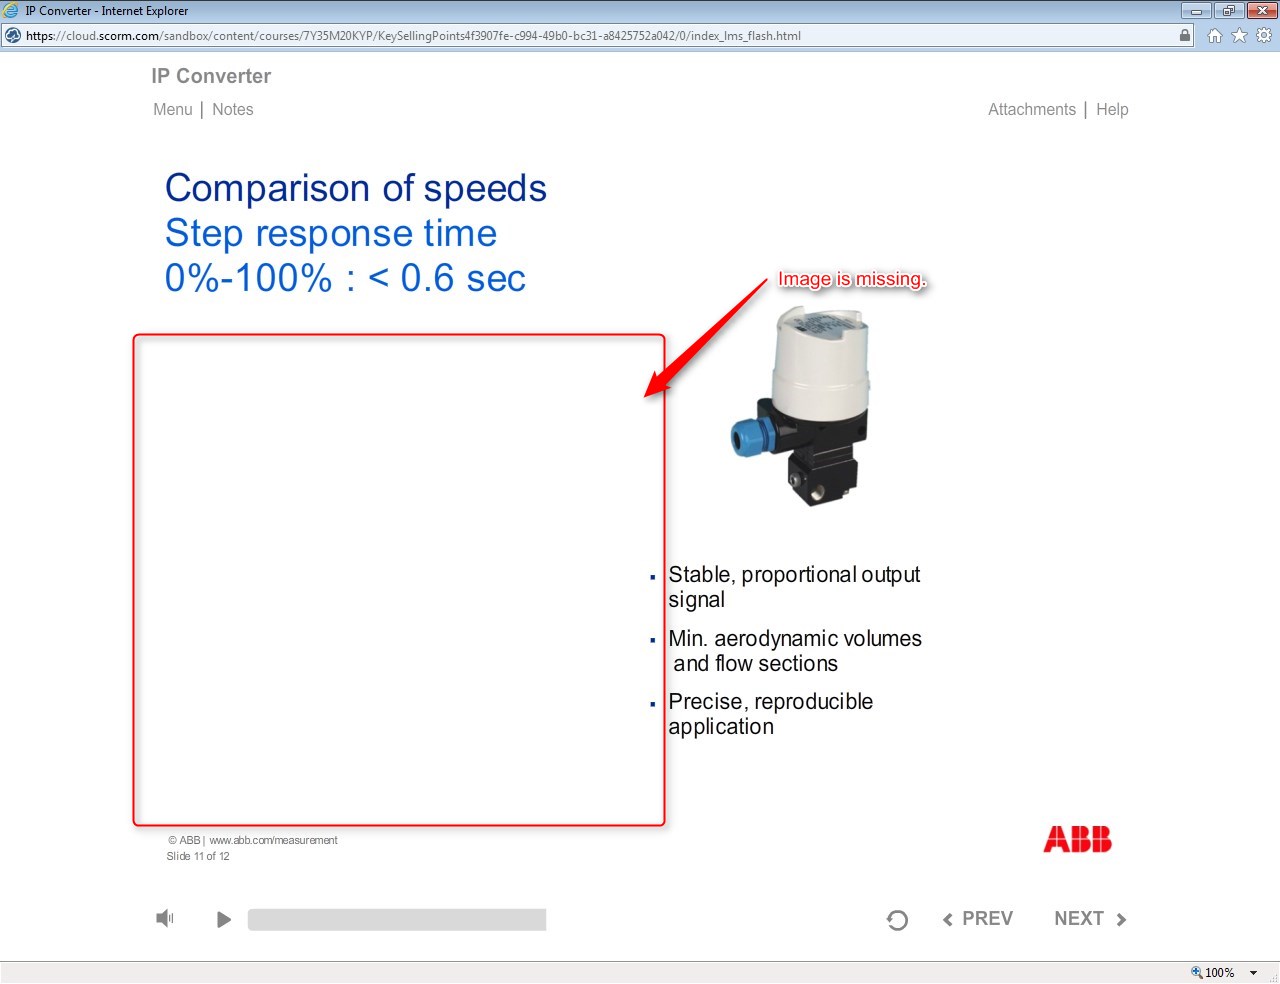 IP Converter - Internet Explorer
https://cloud.scorm.com/sandbox/content/courses/7Y35M20KYP/KeySellingPoints4f3907fe-c994-49b0-bc31-a8425752a042/0/index_lms_flash.html
IP Converter
Menu | Notes
Attachments | Help
Comparison of speeds
Step response time
0%-100% : < 0.6 sec
Image is missing.
▪ Stable, proportional output
signal
▪ Min. aerodynamic volumes
and flow sections
▪ Precise, reproducible
application
© ABB | www.abb.com/measurement
Slide 11 of 12
ABB
PREV
NEXT
100%